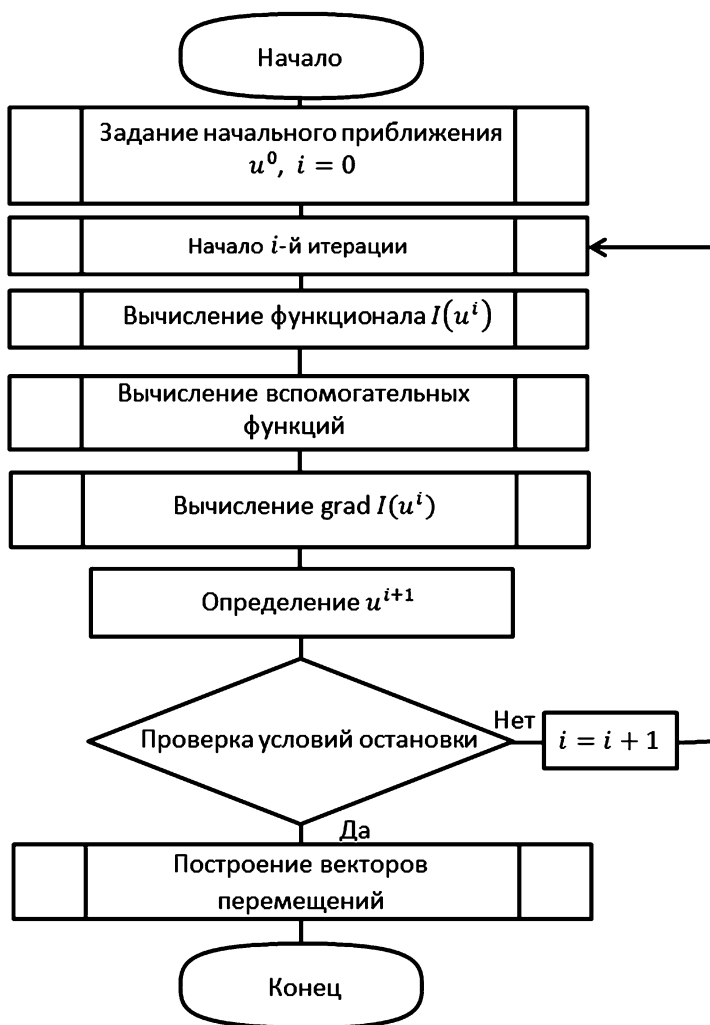 Начало
Задание начального приближения
u⁰, i = 0
Начало i-й итерации
Вычисление функционала I(uⁱ)
Вычисление вспомогательных
функций
Вычисление grad I(uⁱ)
Определение uⁱ⁺¹
Проверка условий остановки
Нет
i = i + 1
Да
Построение векторов
перемещений
Конец